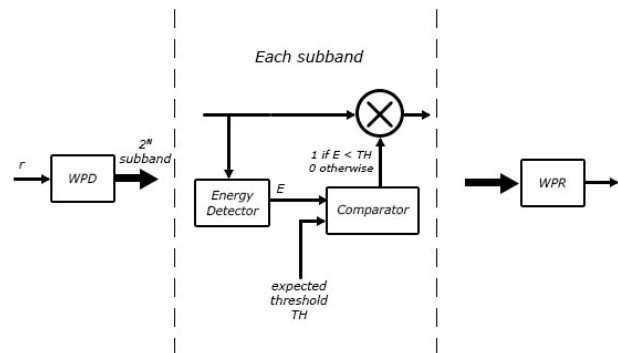 Each subband
2ᴺ
subband
r
WPD
1 if E < TH
0 otherwise
Energy
Detector
E
Comparator
WPR
expected
threshold
TH